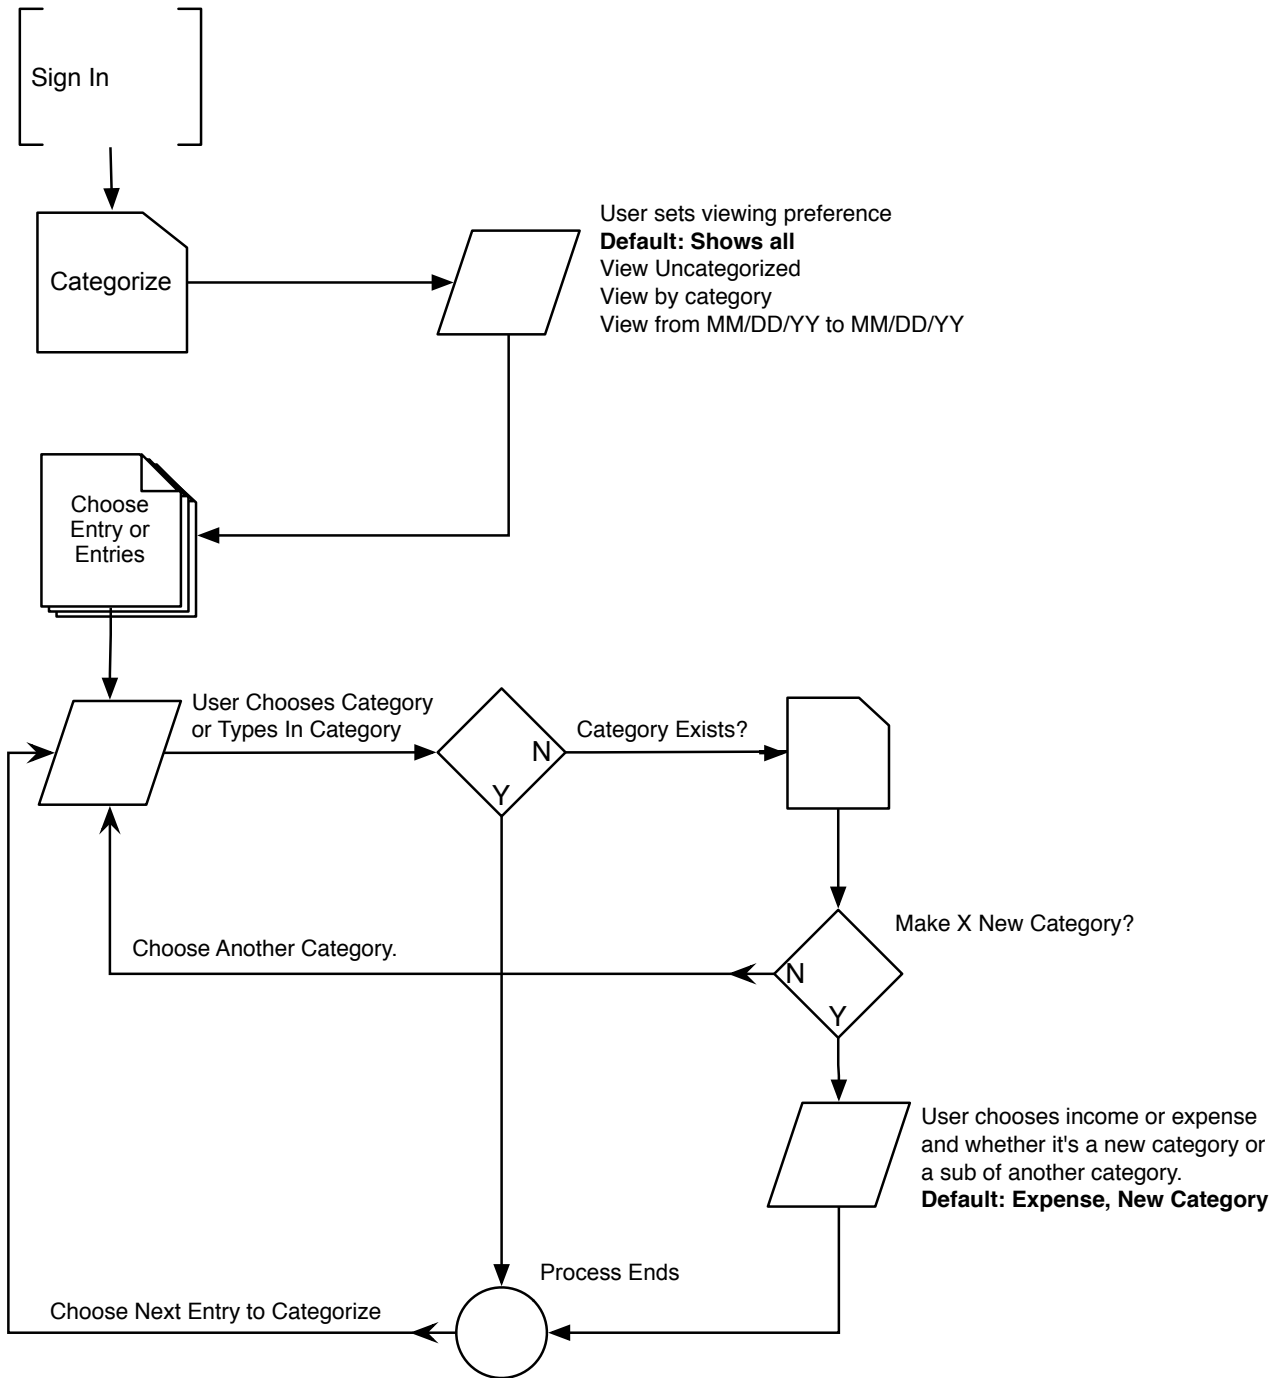 Sign In
Categorize
User sets viewing preference
Default: Shows all
View Uncategorized
View by category
View from MM/DD/YY to MM/DD/YY
Choose
Entry or
Entries
User Chooses Category
or Types In Category
N
Y
Category Exists?
Make X New Category?
N
Y
Choose Another Category.
User chooses income or expense
and whether it's a new category or
a sub of another category.
Default: Expense, New Category
Process Ends
Choose Next Entry to Categorize